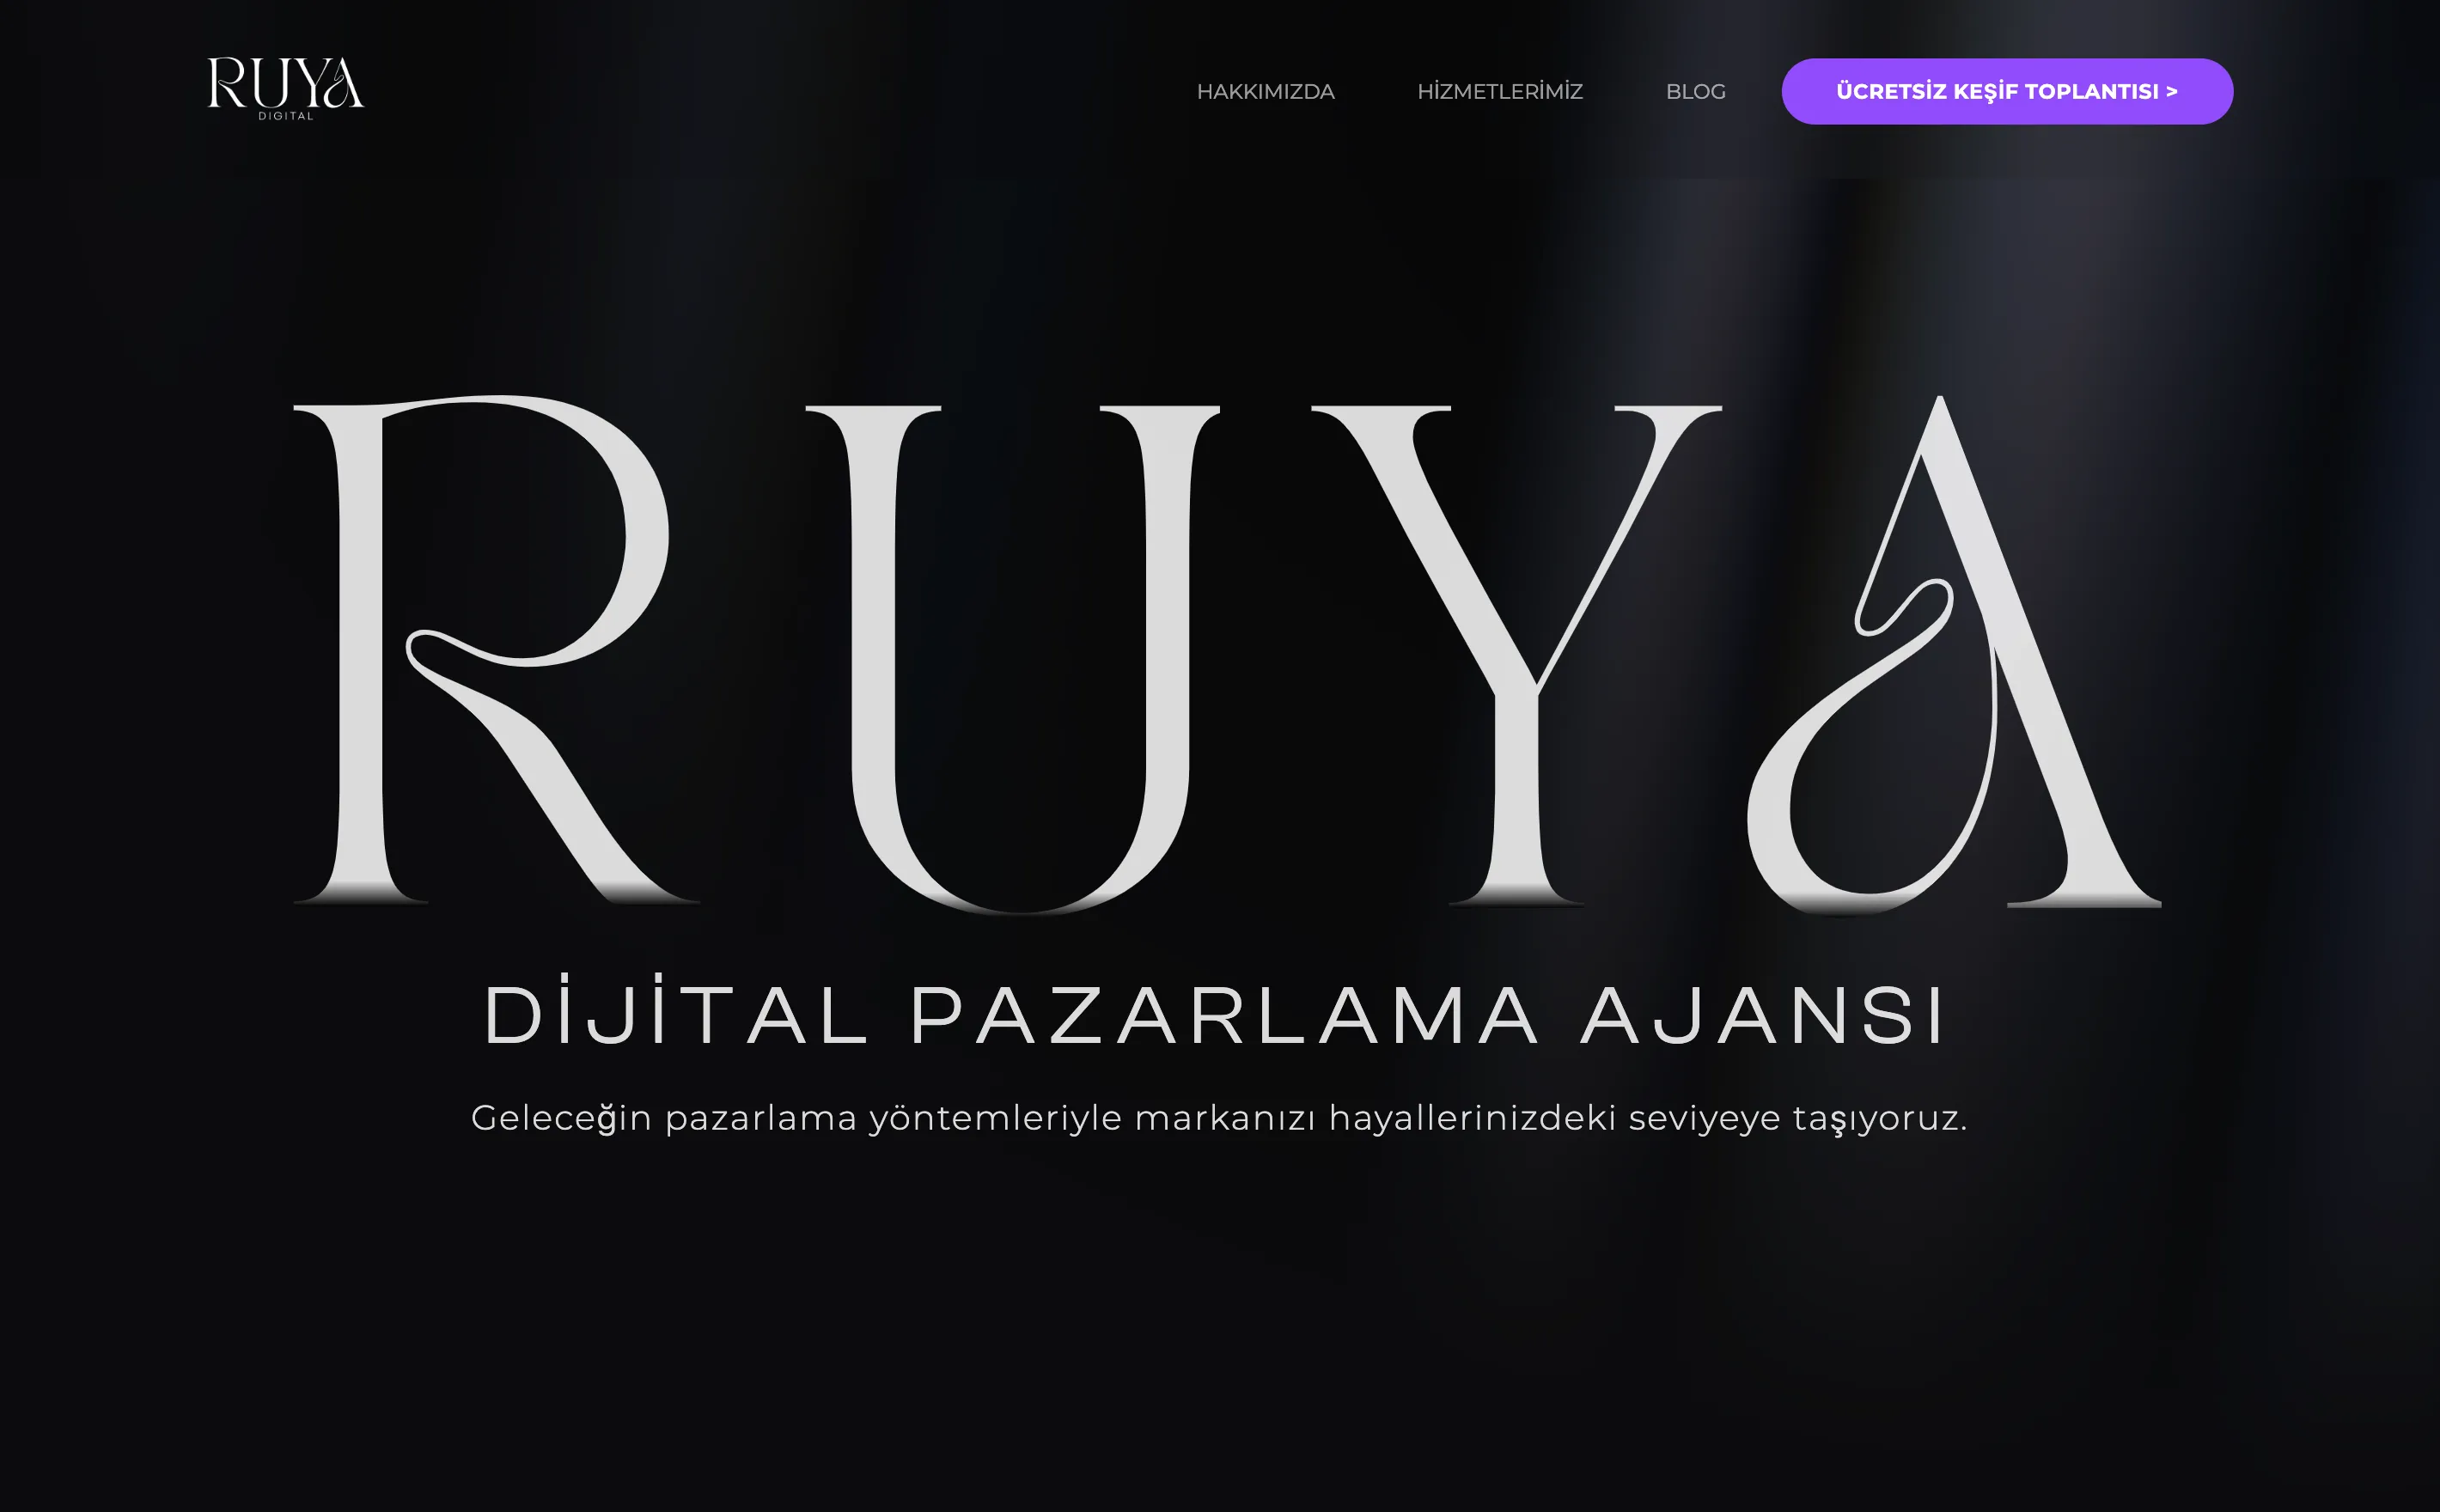 RUYA
DIGITAL
HAKKIMIZDA
HİZMETLERİMİZ
BLOG
ÜCRETSİZ KEŞİF TOPLANTISI >
RUYA
DİJİTAL PAZARLAMA AJANSI
Geleceğin pazarlama yöntemleriyle markanızı hayallerinizdeki seviyeye taşıyoruz.